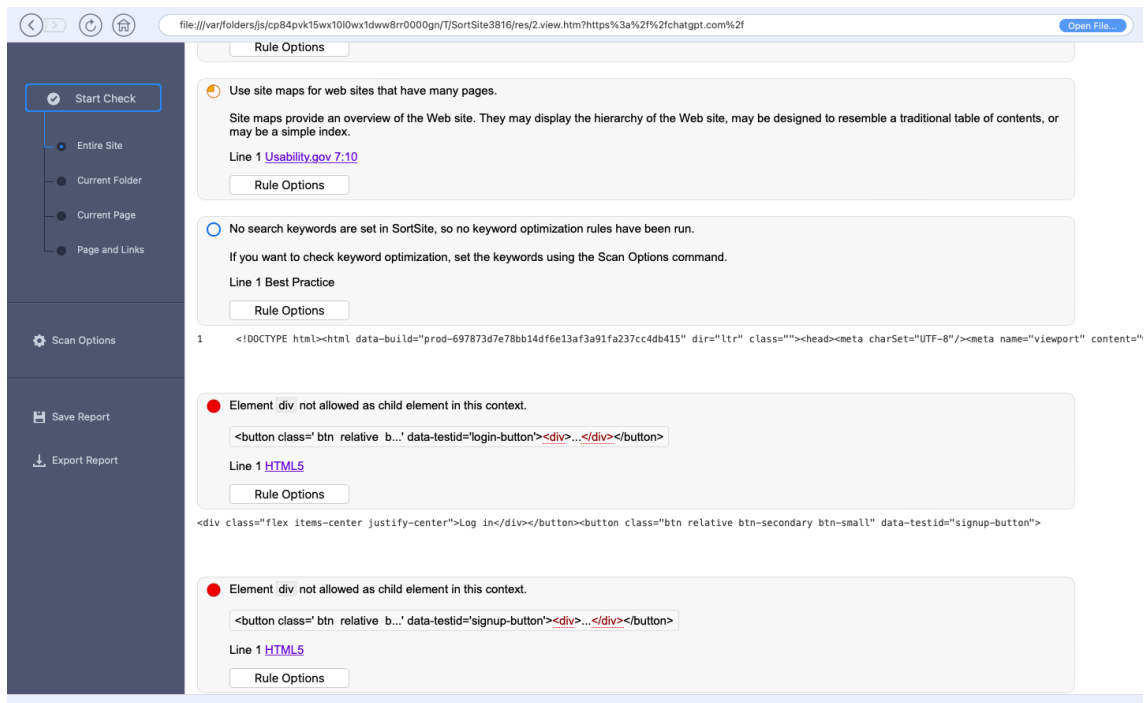 file:///var/folders/js/cp84pvk15wx10l0wx1dww8rr0000gn/T/SortSite3816/res/2.view.htm?https%3a%2f%2fchatgpt.com%2f
Open File...
Start Check
Entire Site
Current Folder
Current Page
Page and Links
Scan Options
Save Report
Export Report
Rule Options
Use site maps for web sites that have many pages.
Site maps provide an overview of the Web site. They may display the hierarchy of the Web site, may be designed to resemble a traditional table of contents, or
may be a simple index.
Line 1 Usability.gov 7:10
Rule Options
No search keywords are set in SortSite, so no keyword optimization rules have been run.
If you want to check keyword optimization, set the keywords using the Scan Options command.
Line 1 Best Practice
Rule Options
1 <!DOCTYPE html><html data-build="prod-697873d7e78bb14df6e13af3a91fa237cc4db415" dir="ltr" class=""><head><meta charSet="UTF-8"/><meta name="viewport" content="
Element div not allowed as child element in this context.
<button class=' btn relative b...' data-testid='login-button'><div>...</div></button>
Line 1 HTML5
Rule Options
<div class="flex items-center justify-center">Log in</div></button><button class="btn relative btn-secondary btn-small" data-testid="signup-button">
Element div not allowed as child element in this context.
<button class=' btn relative b...' data-testid='signup-button'><div>...</div></button>
Line 1 HTML5
Rule Options